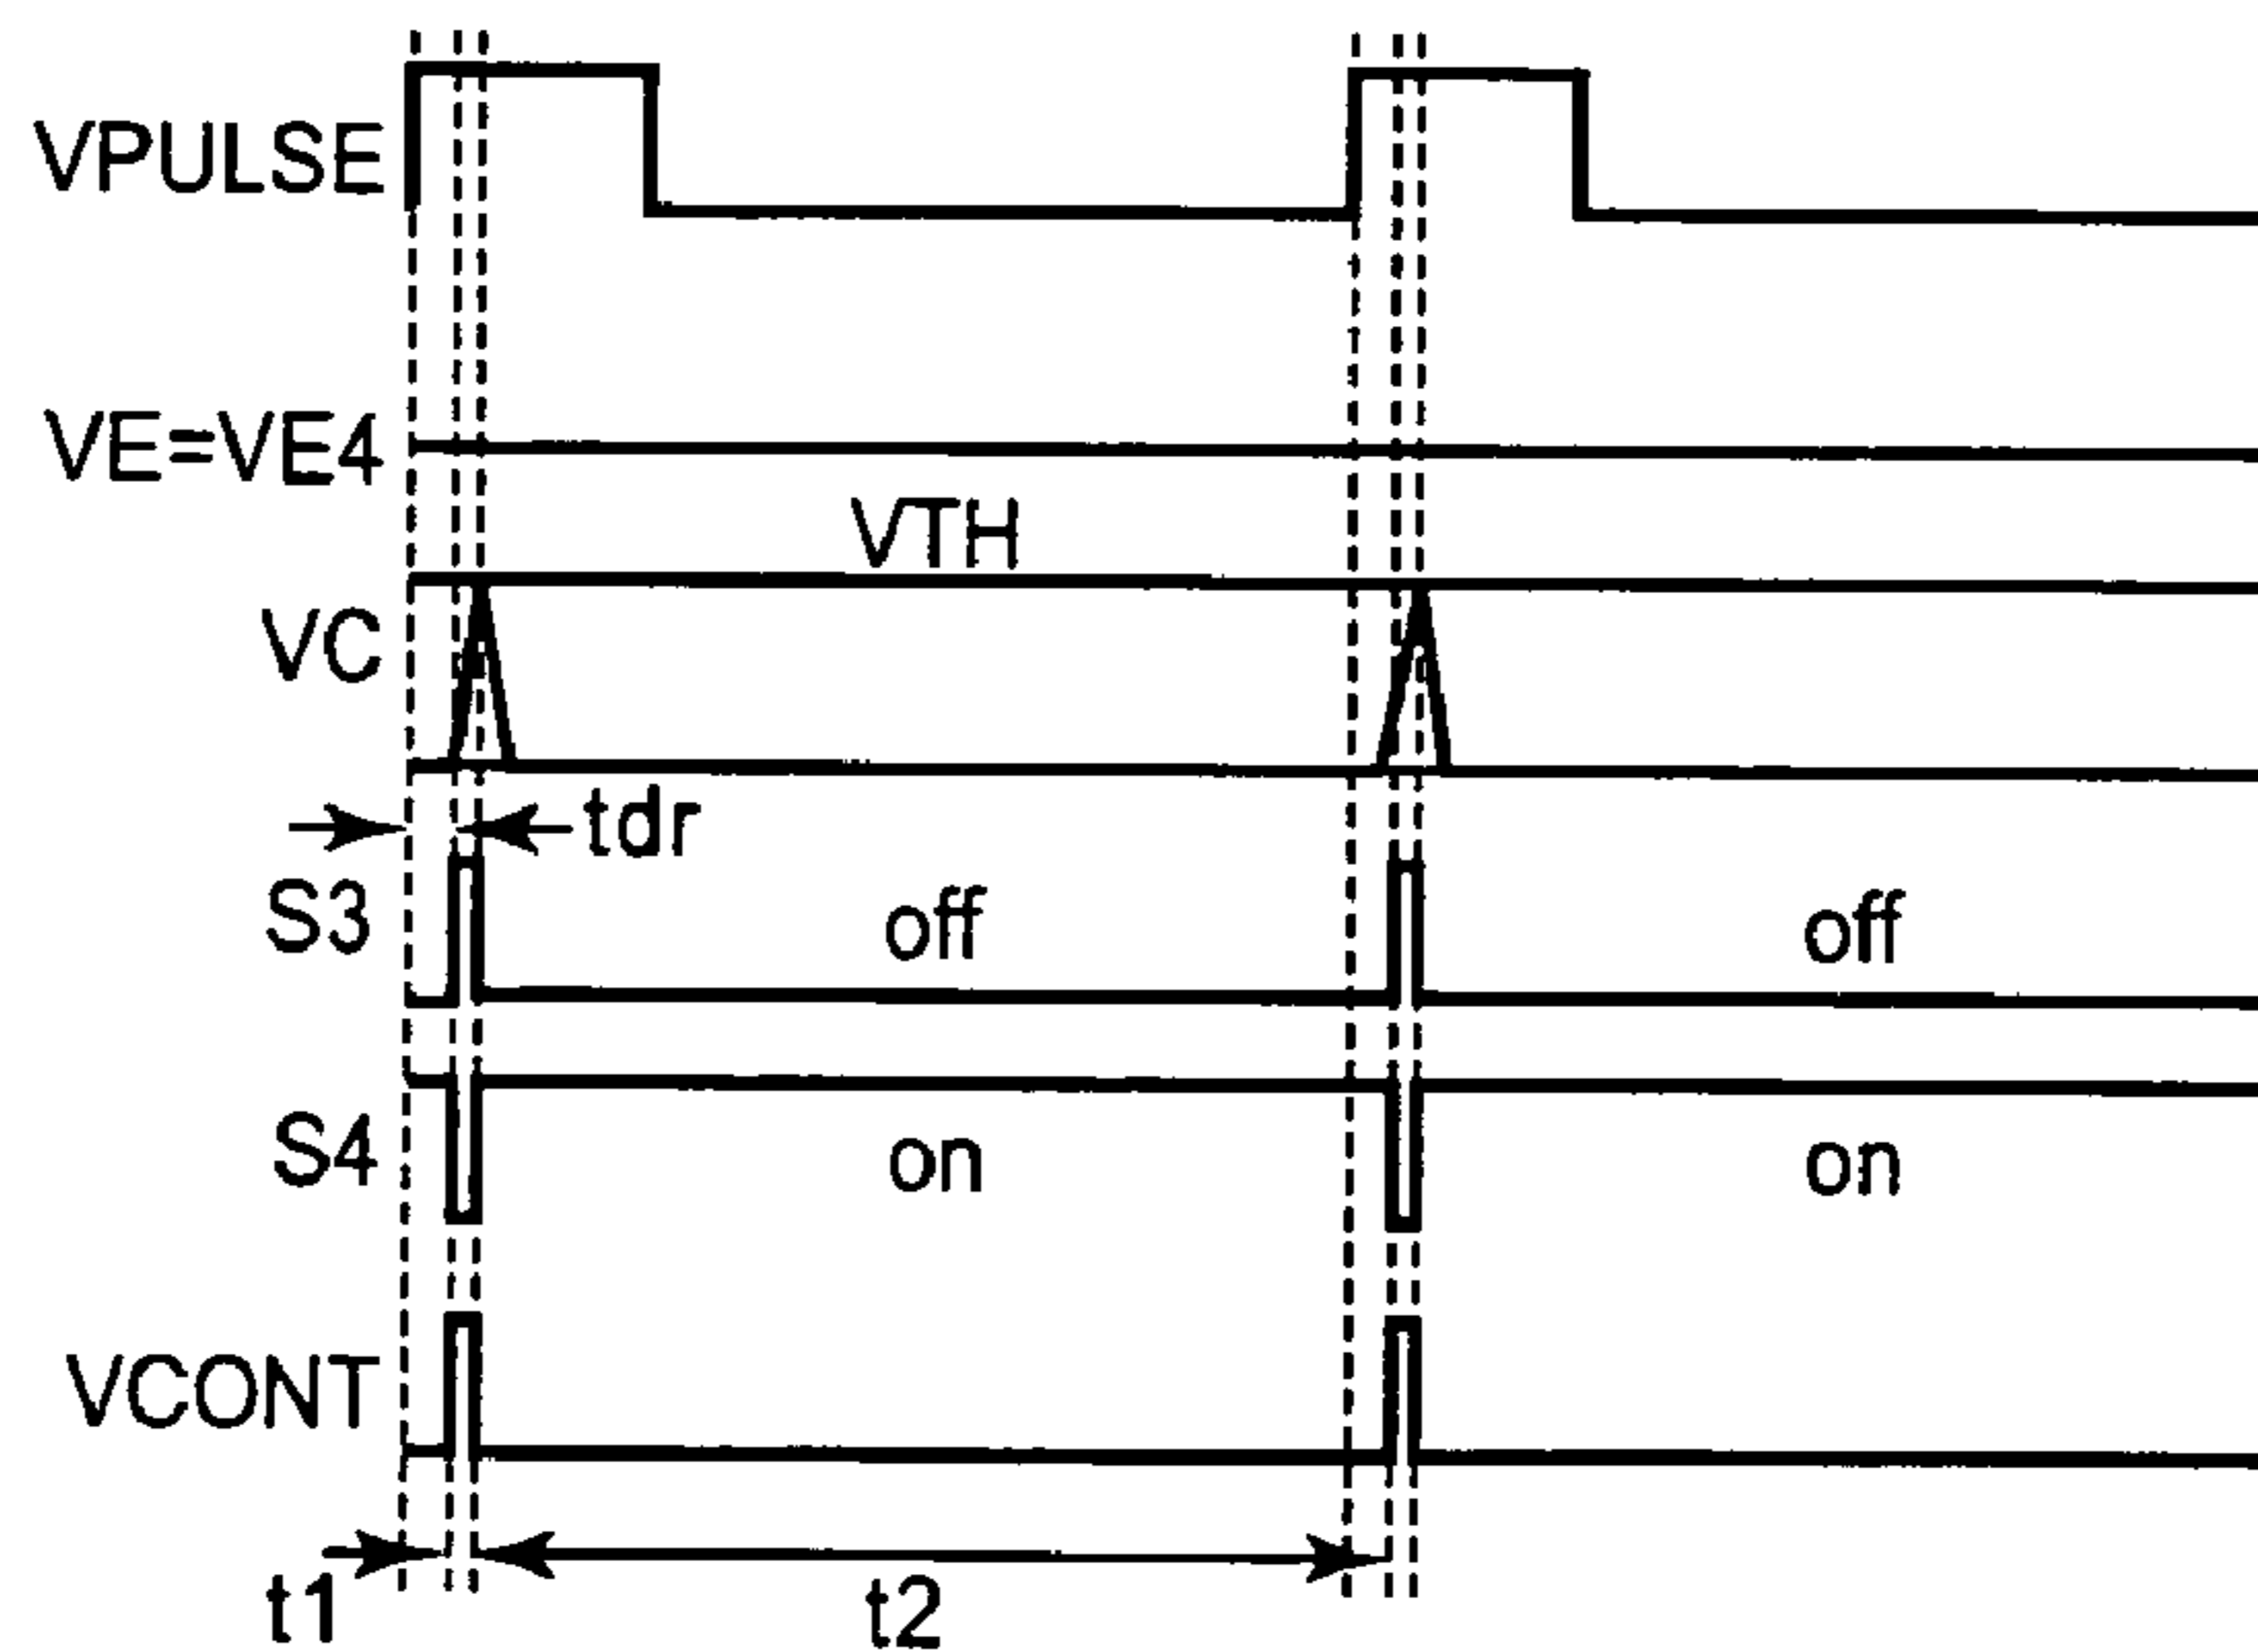 VPULSE
VE=VE4
VTH
VC
tdr
S3
off
off
S4
on
on
VCONT
t1
t2